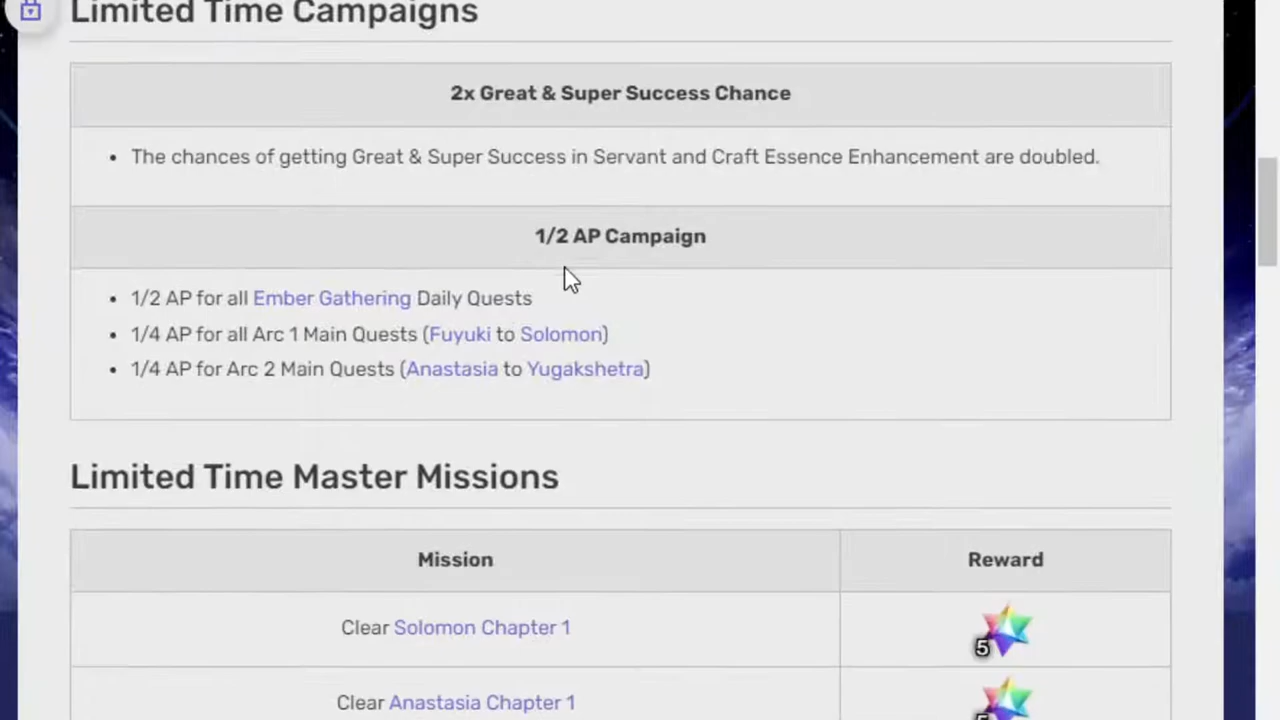 Limited Time Campaigns
2x Great & Super Success Chance
• The chances of getting Great & Super Success in Servant and Craft Essence Enhancement are doubled.
1/2 AP Campaign
• 1/2 AP for all Ember Gathering Daily Quests
• 1/4 AP for all Arc 1 Main Quests (Fuyuki to Solomon)
• 1/4 AP for Arc 2 Main Quests (Anastasia to Yugakshetra)
Limited Time Master Missions
Mission Reward
Clear Solomon Chapter 1 5
Clear Anastasia Chapter 1